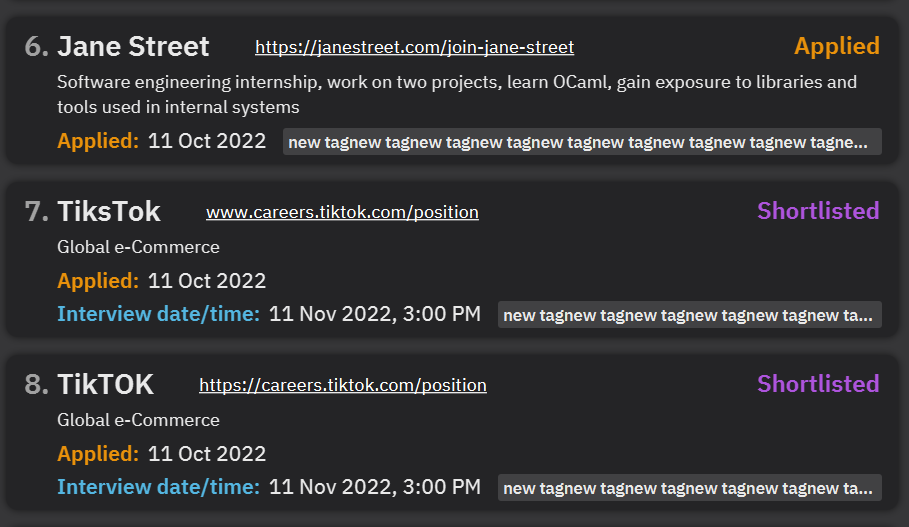 6. Jane Street https://janestreet.com/join-jane-street Applied
Software engineering internship, work on two projects, learn OCaml, gain exposure to libraries and
tools used in internal systems
Applied: 11 Oct 2022 new tagnew tagnew tagnew tagnew tagnew tagnew tagnew tagnew tagne...
7. TiksTok www.careers.tiktok.com/position Shortlisted
Global e-Commerce
Applied: 11 Oct 2022
Interview date/time: 11 Nov 2022, 3:00 PM new tagnew tagnew tagnew tagnew tagnew ta...
8. TikTOK https://careers.tiktok.com/position Shortlisted
Global e-Commerce
Applied: 11 Oct 2022
Interview date/time: 11 Nov 2022, 3:00 PM new tagnew tagnew tagnew tagnew tagnew ta...